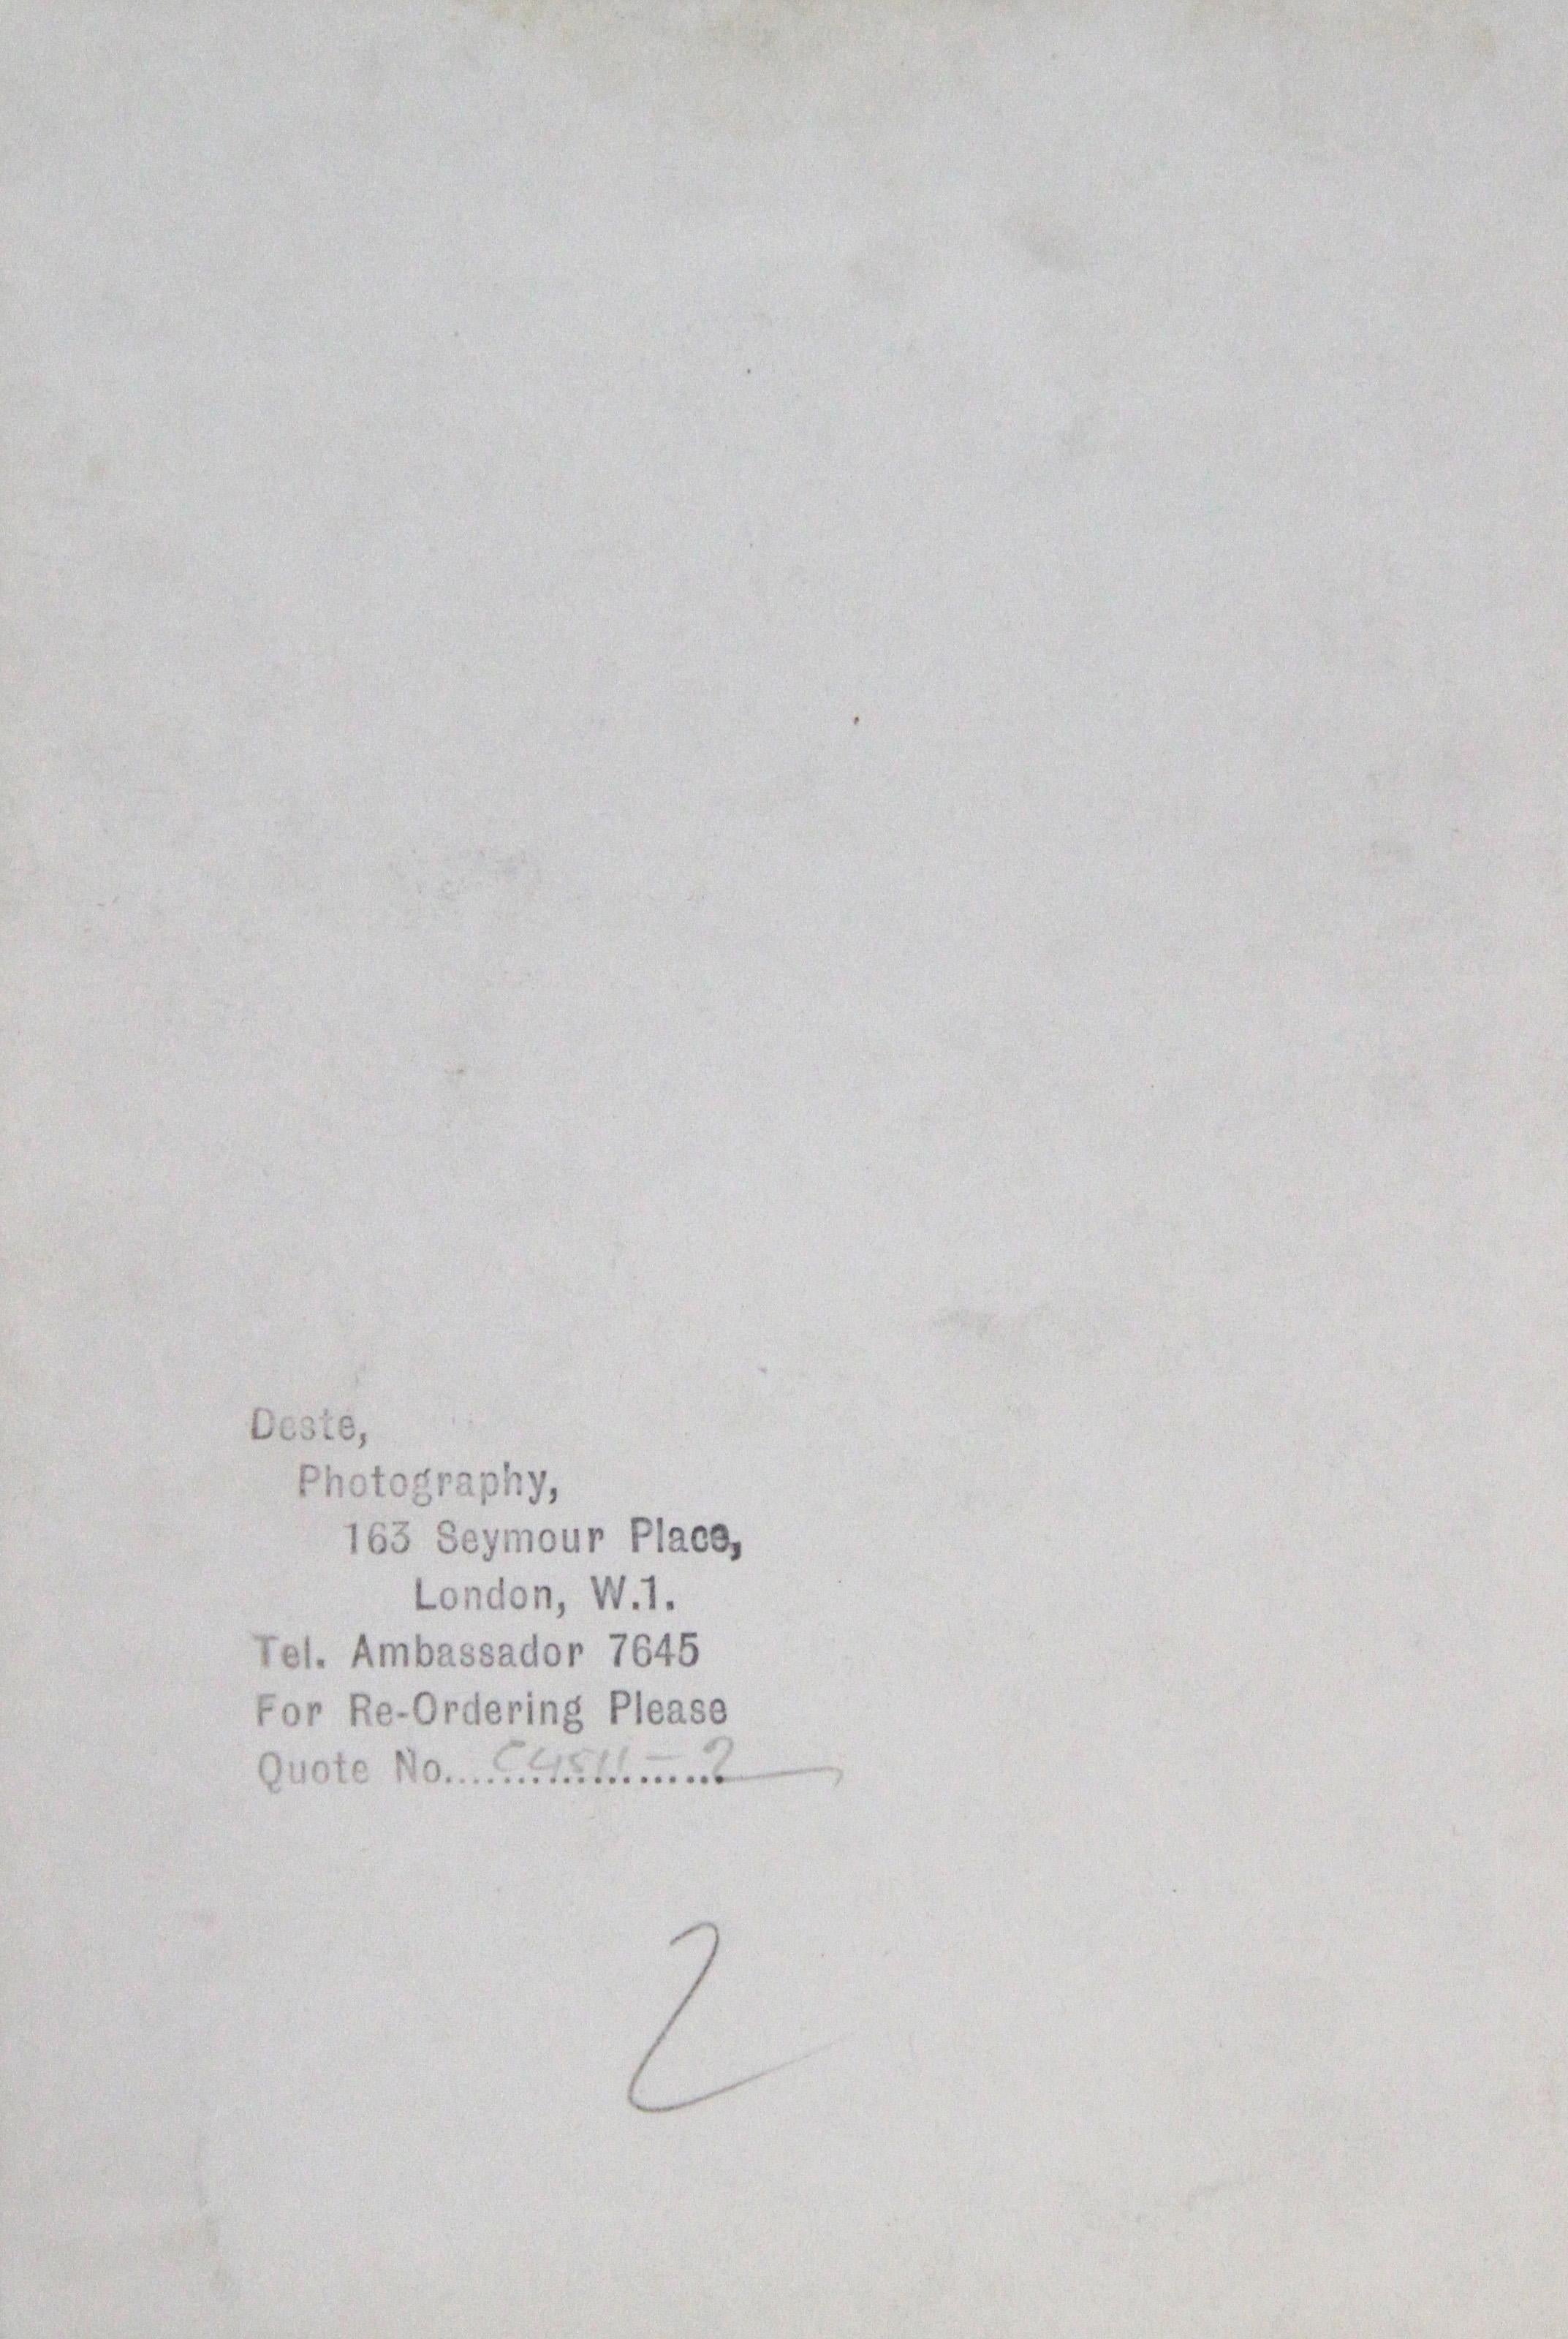 Deste,
Photography,
163 Seymour Place,
London, W.1.
Tel. Ambassador 7645
For Re-Ordering Please
Quote No.................... C4511 - 2
2